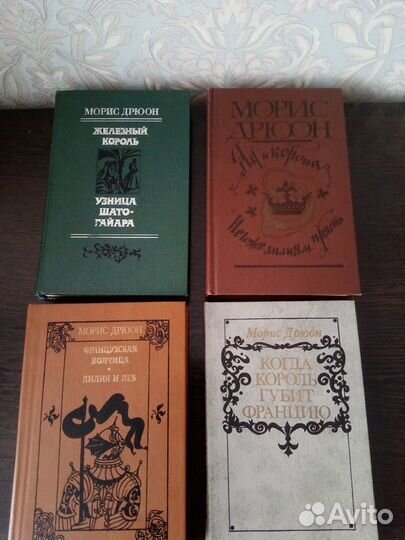 МОРИС ДРЮОН
ЖЕЛЕЗНЫЙ
КОРОЛЬ
УЗНИЦА
ШАТО-
ГАЙАРА
МОРИС
ДРЮОН
Яд и корона
Негоже лилиям прясть
МОРИС ДРЮОН
ФРАНЦУЗСКАЯ
ВОЛЧИЦА
ЛИЛИЯ И ЛЕВ
Морис Дрюон
КОГДА
КОРОЛЬ
ГУБИТ
ФРАНЦИЮ
Avito